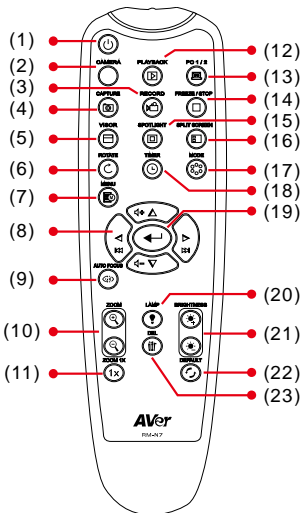 (1)
(2)
(3)
(4)
(5)
(6)
(7)
(8)
(9)
(10)
(11)
(12)
(13)
(14)
(15)
(16)
(17)
(18)
(19)
(20)
(21)
(22)
(23)
CAMERA PLAYBACK PC 1 / 2
CAPTURE RECORD FREEZE / STOP
VISOR SPOTLIGHT SPLIT SCREEN
ROTATE TIMER MODE
MENU
AUTO FOCUS
ZOOM LAMP BRIGHTNESS
DEL
ZOOM 1X DEFAULT
1x
AVer
RM-N7